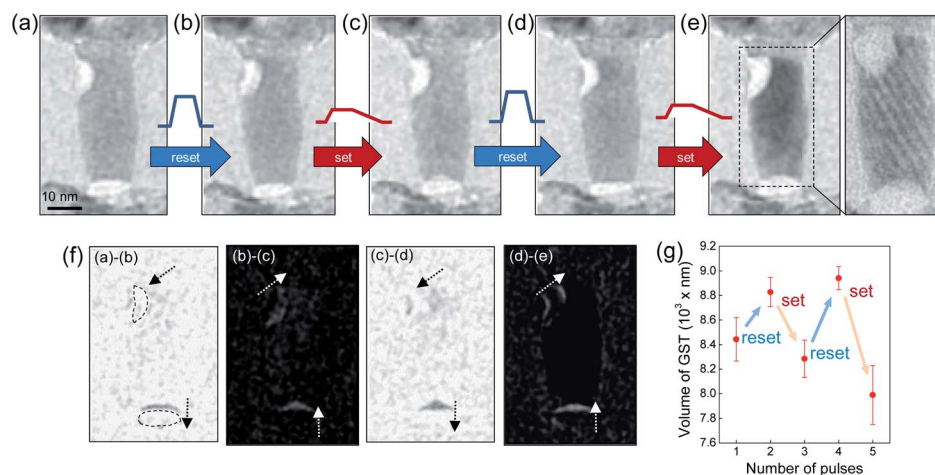 (a) (b) (c) (d) (e)
reset set reset set
10 nm
(f) (a)-(b) (b)-(c) (c)-(d) (d)-(e)
(g)
Volume of GST (10³ x nm)
9.2
9.0
8.8
8.6
8.4
8.2
8.0
7.8
7.6
set set
reset reset
1 2 3 4 5
Number of pulses